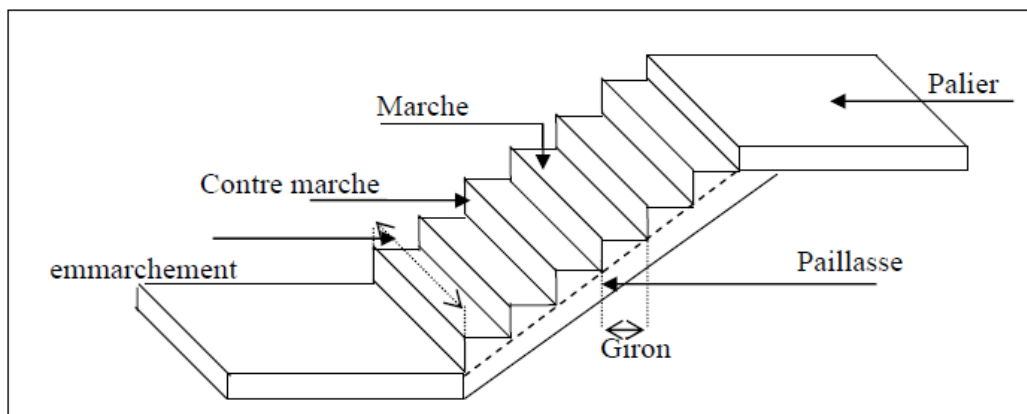 Palier
Marche
Contre marche
emmarchement
Paillasse
Giron